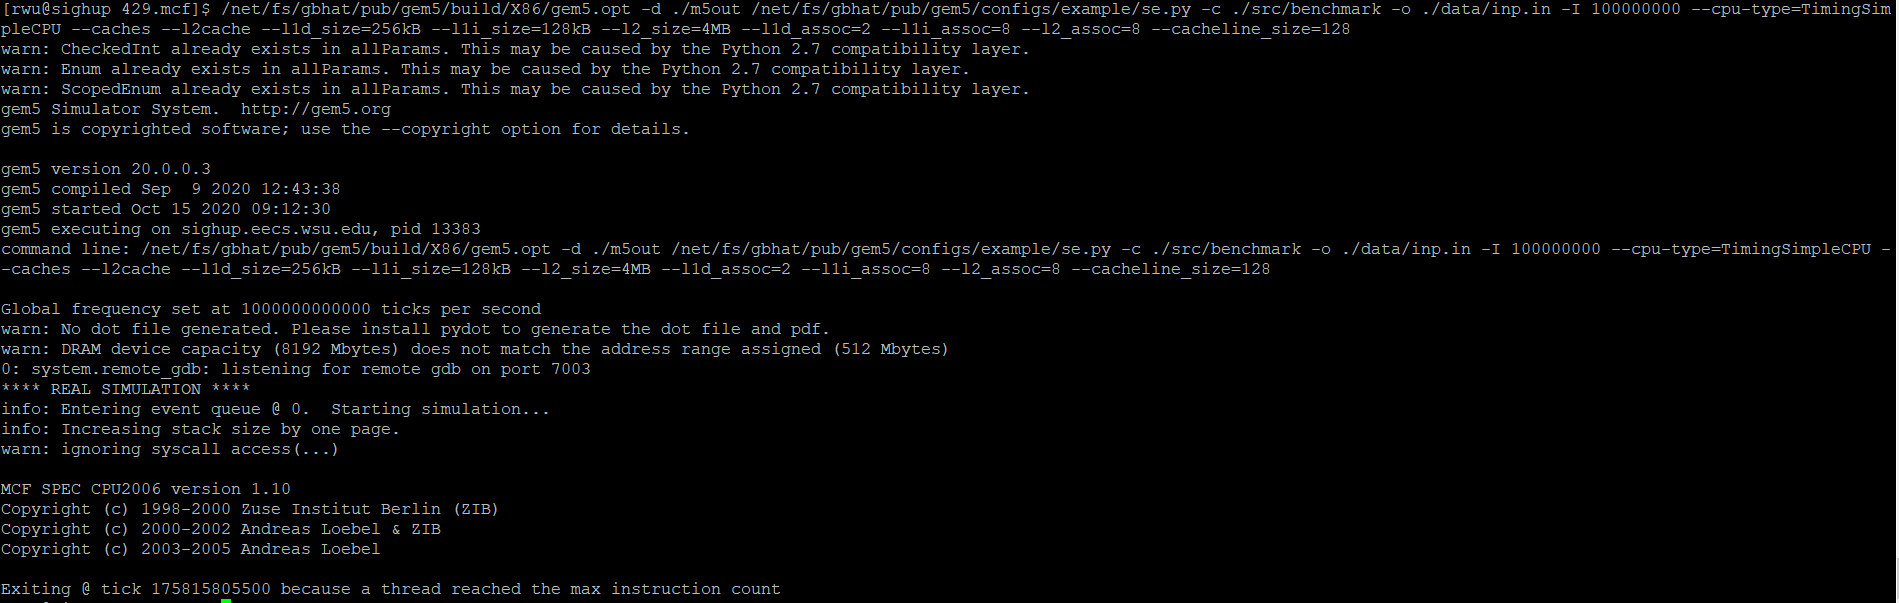 [rwu@sighup 429.mcf]$ /net/fs/gbhat/pub/gem5/build/X86/gem5.opt -d ./m5out /net/fs/gbhat/pub/gem5/configs/example/se.py -c ./src/benchmark -o ./data/inp.in -I 100000000 --cpu-type=TimingSim
pleCPU --caches --l2cache --l1d_size=256kB --l1i_size=128kB --l2_size=4MB --l1d_assoc=2 --l1i_assoc=8 --l2_assoc=8 --cacheline_size=128
warn: CheckedInt already exists in allParams. This may be caused by the Python 2.7 compatibility layer.
warn: Enum already exists in allParams. This may be caused by the Python 2.7 compatibility layer.
warn: ScopedEnum already exists in allParams. This may be caused by the Python 2.7 compatibility layer.
gem5 Simulator System.  http://gem5.org
gem5 is copyrighted software; use the --copyright option for details.
gem5 version 20.0.0.3
gem5 compiled Sep  9 2020 12:43:38
gem5 started Oct 15 2020 09:12:30
gem5 executing on sighup.eecs.wsu.edu, pid 13383
command line: /net/fs/gbhat/pub/gem5/build/X86/gem5.opt -d ./m5out /net/fs/gbhat/pub/gem5/configs/example/se.py -c ./src/benchmark -o ./data/inp.in -I 100000000 --cpu-type=TimingSimpleCPU -
-caches --l2cache --l1d_size=256kB --l1i_size=128kB --l2_size=4MB --l1d_assoc=2 --l1i_assoc=8 --l2_assoc=8 --cacheline_size=128
Global frequency set at 1000000000000 ticks per second
warn: No dot file generated. Please install pydot to generate the dot file and pdf.
warn: DRAM device capacity (8192 Mbytes) does not match the address range assigned (512 Mbytes)
0: system.remote_gdb: listening for remote gdb on port 7003
**** REAL SIMULATION ****
info: Entering event queue @ 0.  Starting simulation...
info: Increasing stack size by one page.
warn: ignoring syscall access(...)
MCF SPEC CPU2006 version 1.10
Copyright (c) 1998-2000 Zuse Institut Berlin (ZIB)
Copyright (c) 2000-2002 Andreas Loebel & ZIB
Copyright (c) 2003-2005 Andreas Loebel
Exiting @ tick 175815805500 because a thread reached the max instruction count